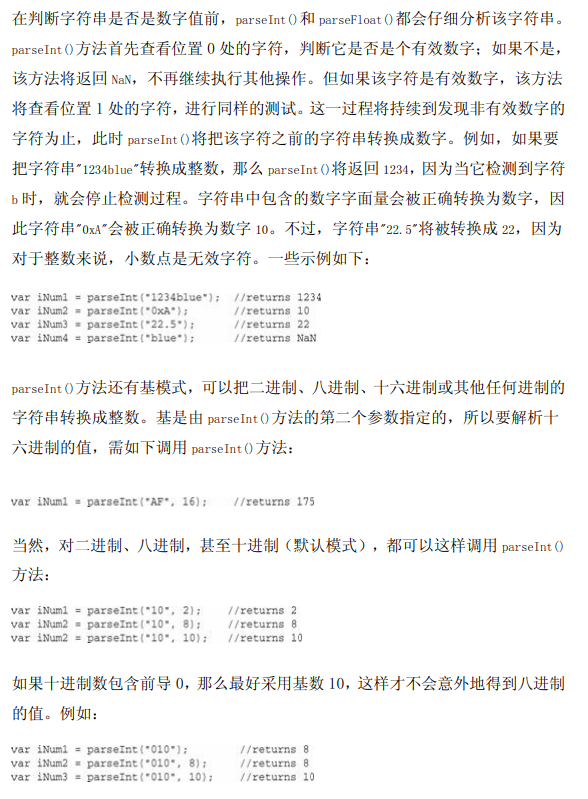 在判断字符串是否是数字值前，parseInt()和 parseFloat()都会仔细分析该字符串。
parseInt()方法首先查看位置 0 处的字符，判断它是否是个有效数字；如果不是，
该方法将返回 NaN，不再继续执行其他操作。但如果该字符是有效数字，该方法
将查看位置 1 处的字符，进行同样的测试。这一过程将持续到发现非有效数字的
字符为止，此时 parseInt()将把该字符之前的字符串转换成数字。例如，如果要
把字符串"1234blue"转换成整数，那么 parseInt()将返回 1234，因为当它检测到字符
b 时，就会停止检测过程。字符串中包含的数字字面量会被正确转换为数字，因
此字符串"0xA"会被正确转换为数字 10。不过，字符串"22.5"将被转换成 22，因为
对于整数来说，小数点是无效字符。一些示例如下：
var iNum1 = parseInt("1234blue"); //returns 1234
var iNum2 = parseInt("0xA"); //returns 10
var iNum3 = parseInt("22.5"); //returns 22
var iNum4 = parseInt("blue"); //returns NaN
parseInt()方法还有基模式，可以把二进制、八进制、十六进制或其他任何进制的
字符串转换成整数。基是由 parseInt()方法的第二个参数指定的，所以要解析十
六进制的值，需如下调用 parseInt()方法：
var iNum1 = parseInt("AF", 16); //returns 175
当然，对二进制、八进制，甚至十进制（默认模式），都可以这样调用 parseInt()
方法：
var iNum1 = parseInt("10", 2); //returns 2
var iNum2 = parseInt("10", 8); //returns 8
var iNum2 = parseInt("10", 10); //returns 10
如果十进制数包含前导 0，那么最好采用基数 10，这样才不会意外地得到八进制
的值。例如：
var iNum1 = parseInt("010"); //returns 8
var iNum2 = parseInt("010", 8); //returns 8
var iNum3 = parseInt("010", 10); //returns 10